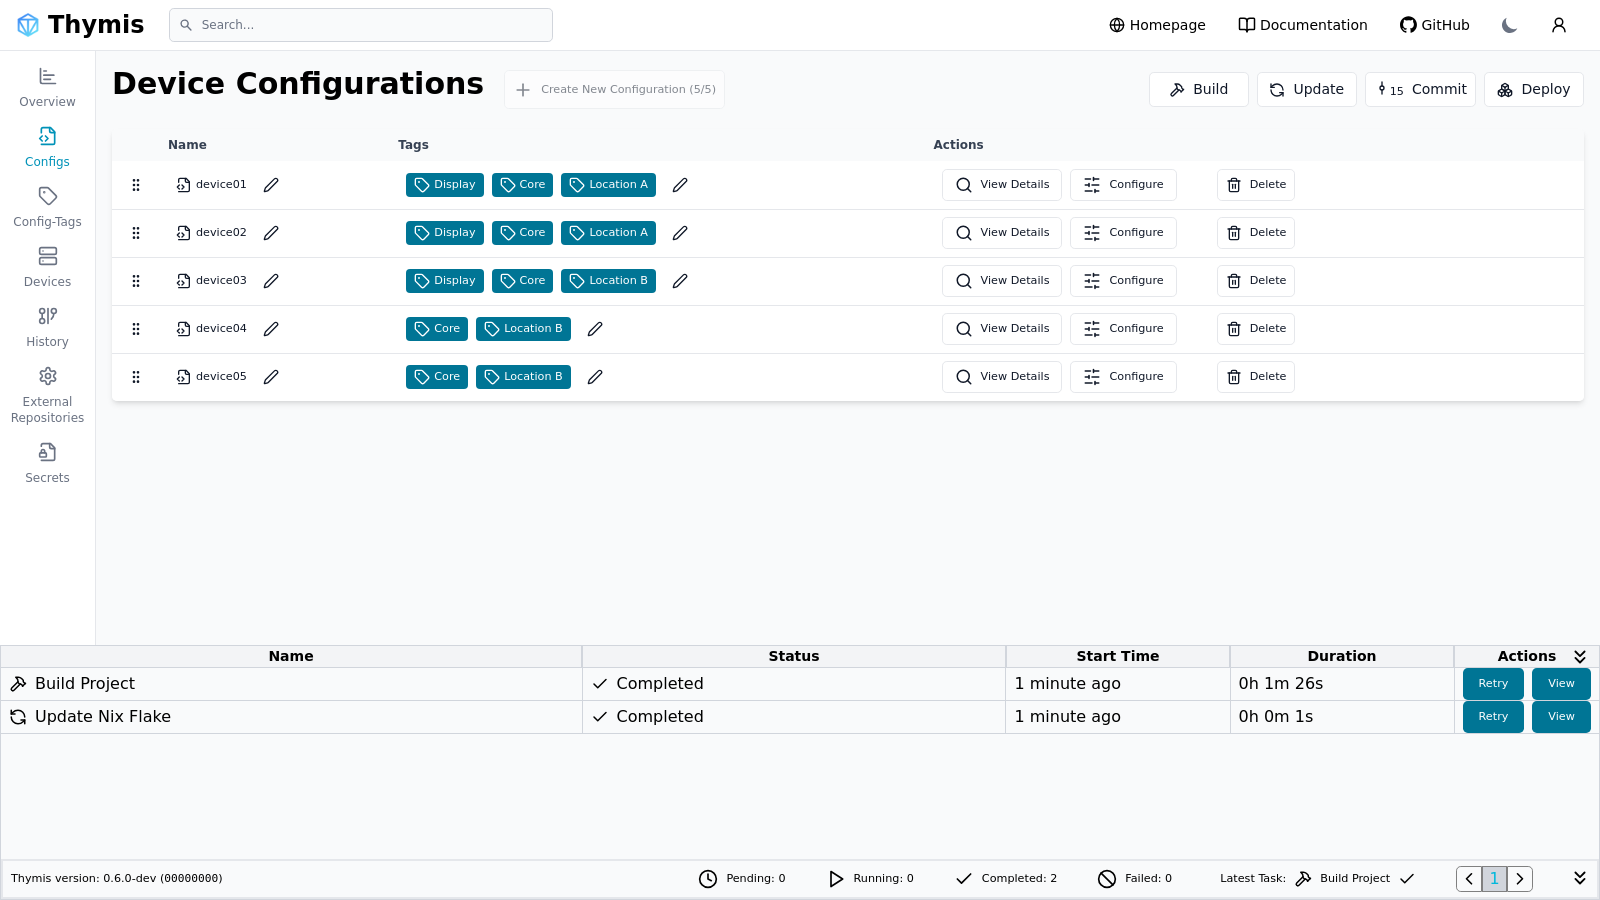 Thymis
Search...
Homepage
Documentation
GitHub
Overview
Configs
Config-Tags
Devices
History
External
Repositories
Secrets
Device Configurations
Create New Configuration (5/5)
Build
Update
15 Commit
Deploy
Name Tags Actions
device01 Display Core Location A View Details Configure Delete
device02 Display Core Location A View Details Configure Delete
device03 Display Core Location B View Details Configure Delete
device04 Core Location B View Details Configure Delete
device05 Core Location B View Details Configure Delete
Name Status Start Time Duration Actions
Build Project Completed 1 minute ago 0h 1m 26s Retry View
Update Nix Flake Completed 1 minute ago 0h 0m 1s Retry View
Thymis version: 0.6.0-dev (00000000) Pending: 0 Running: 0 Completed: 2 Failed: 0 Latest Task: Build Project 1